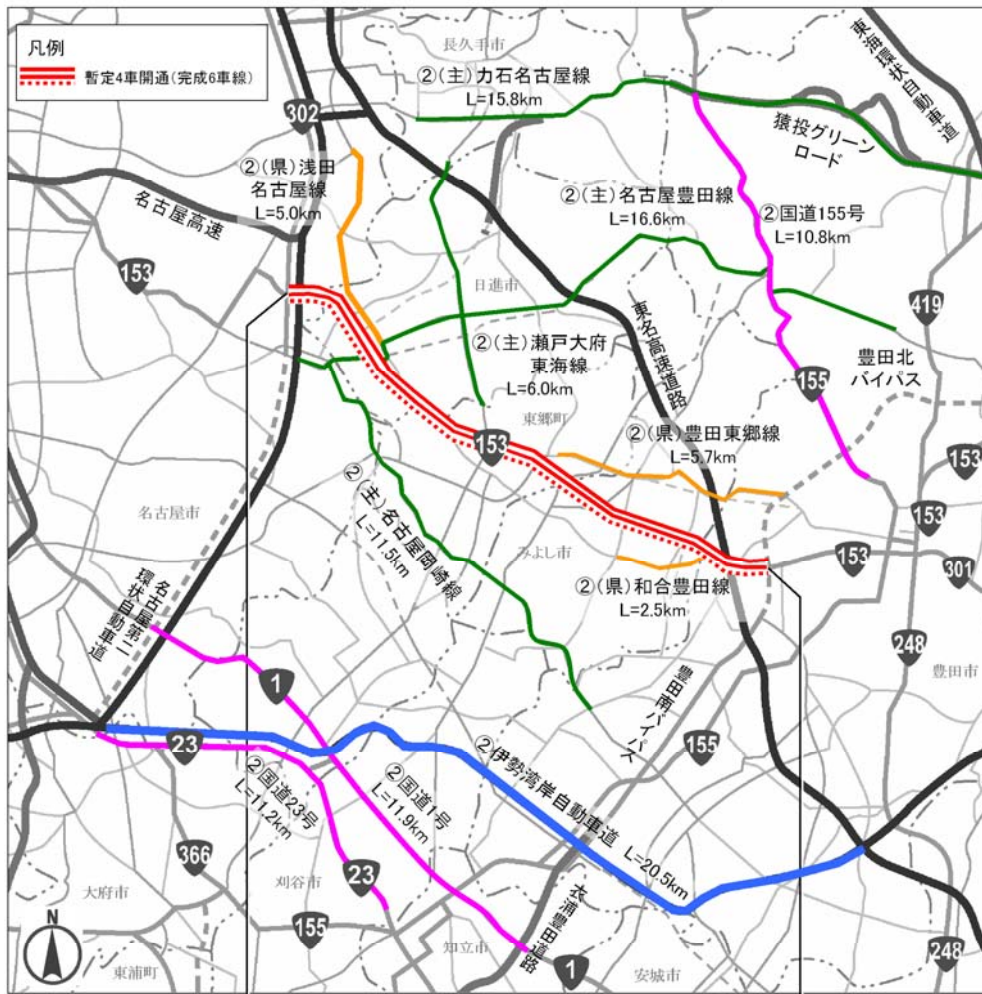 凡例
暫定4車開通(完成6車線)
長久手市
東海環状自動車道
②(主)力石名古屋線
L=15.8km
302
猿投グリーン
ロード
②(県)浅田
名古屋線
L=5.0km
②(主)名古屋豊田線
L=16.6km
②国道155号
L=10.8km
名古屋高速
153
日進市
419
東名高速道路
②(主)瀬戸大府
東海線
L=6.0km
豊田北
バイパス
155
東郷町
153
②(県)豊田東郷線
L=5.7km
153
153
②(主)名古屋岡崎線
L=11.5km
名古屋市
みよし市
153
301
②(県)和合豊田線
L=2.5km
名古屋第二
環状自動車道
248
豊田市
1
豊田南バイパス
155
23
②伊勢湾岸自動車道 L=20.5km
②国道23号
L=11.2km
②国道1号
L=11.9km
366
大府市
刈谷市
23
155
衣浦豊田道路
知立市
N
東浦町
1
安城市
248